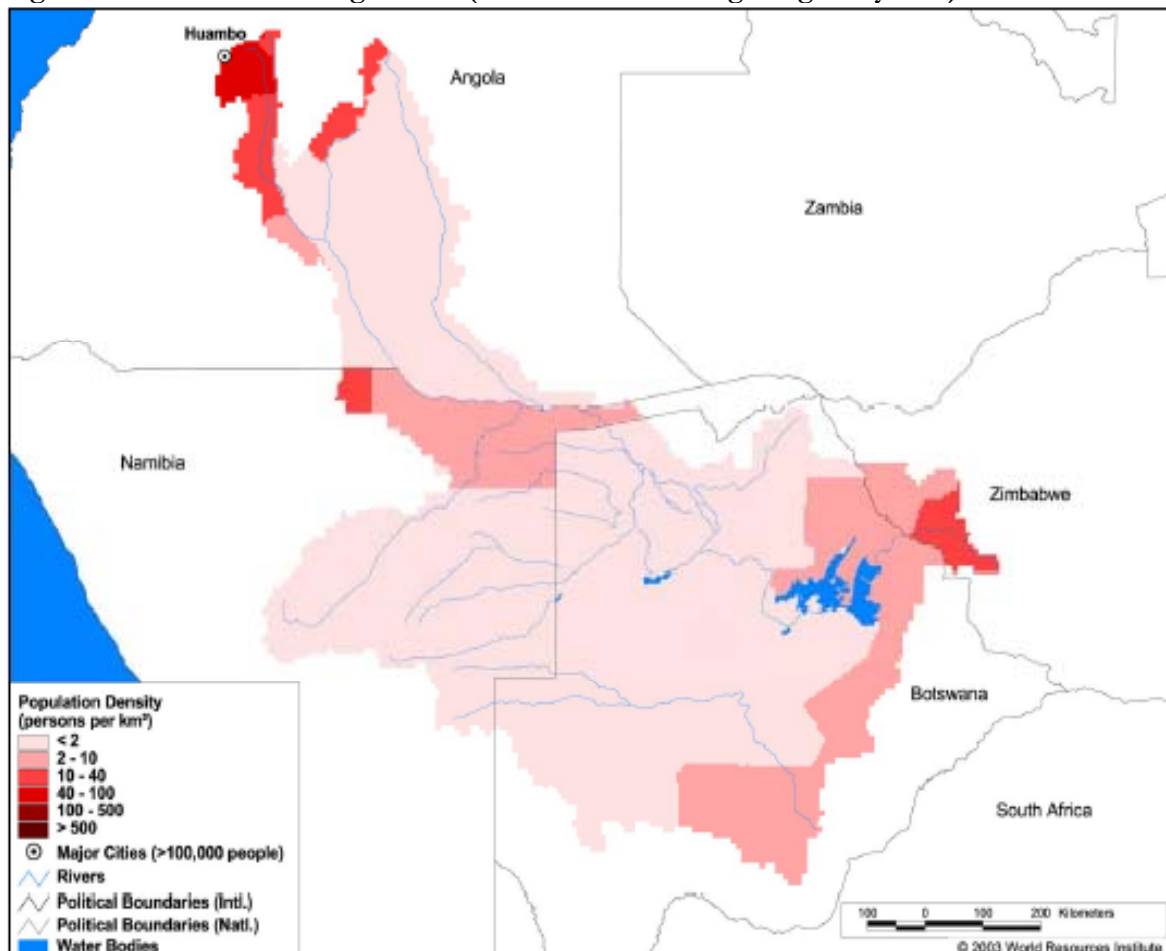 Huambo
Angola
Zambia
Namibia
Zimbabwe
Botswana
South Africa
Population Density
(persons per km²)
< 2
2 - 10
10 - 40
40 - 100
100 - 500
> 500
Major Cities (>100,000 people)
Rivers
Political Boundaries (Intl.)
Political Boundaries (Natl.)
Water Bodies
100 0 100 200 Kilometers
© 2003 World Resources Institute